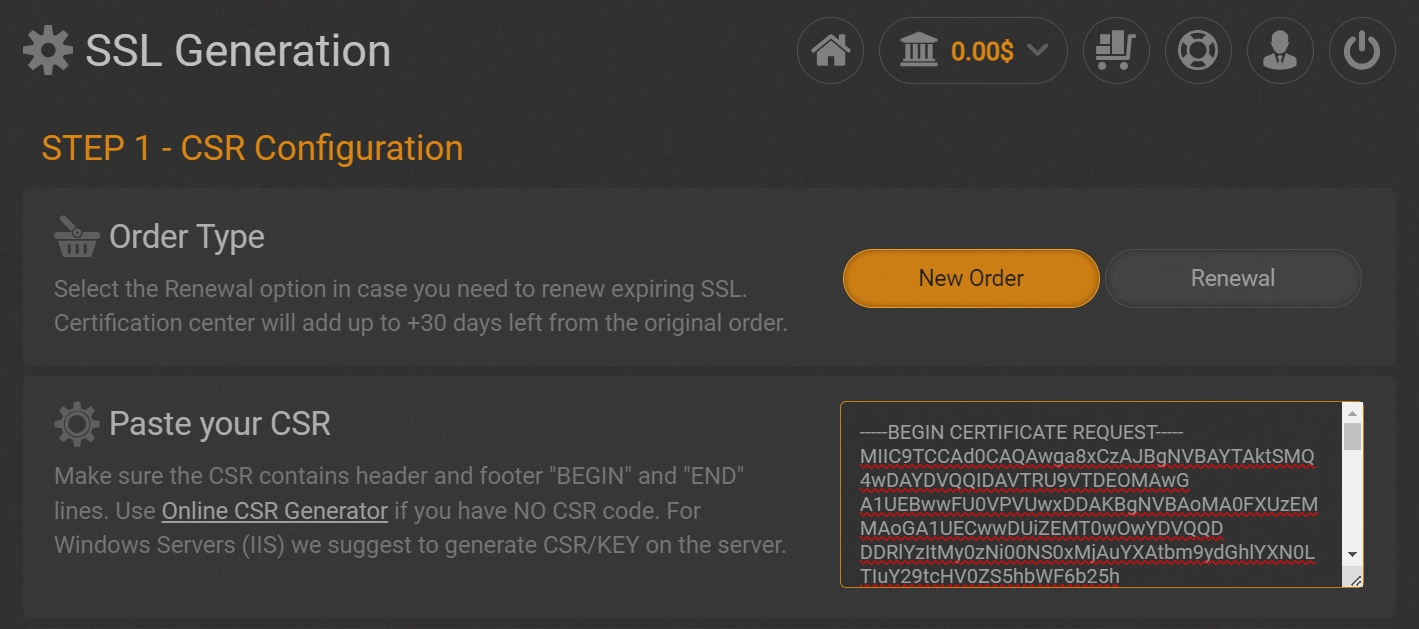 SSL Generation
0.00$
STEP 1 - CSR Configuration
Order Type
Select the Renewal option in case you need to renew expiring SSL.
Certification center will add up to +30 days left from the original order.
New Order
Renewal
Paste your CSR
Make sure the CSR contains header and footer "BEGIN" and "END"
lines. Use Online CSR Generator if you have NO CSR code. For
Windows Servers (IIS) we suggest to generate CSR/KEY on the server.
-----BEGIN CERTIFICATE REQUEST-----
MIIC9TCCAd0CAQAwga8xCzAJBgNVBAYTAktSMQ
4wDAYDVQQIDAVTRU9VTDEOMAwG
A1UEBwwFU0VPVUwxDDAKBgNVBAoMA0FXUzEM
MAoGA1UECwwDUiZEMT0wOwYDVQQD
DDRlYzItMy0zNi00NS0xMjAuYXAtbm9ydGhlYXN0L
TIuY29tcHV0ZS5hbWF6b25h